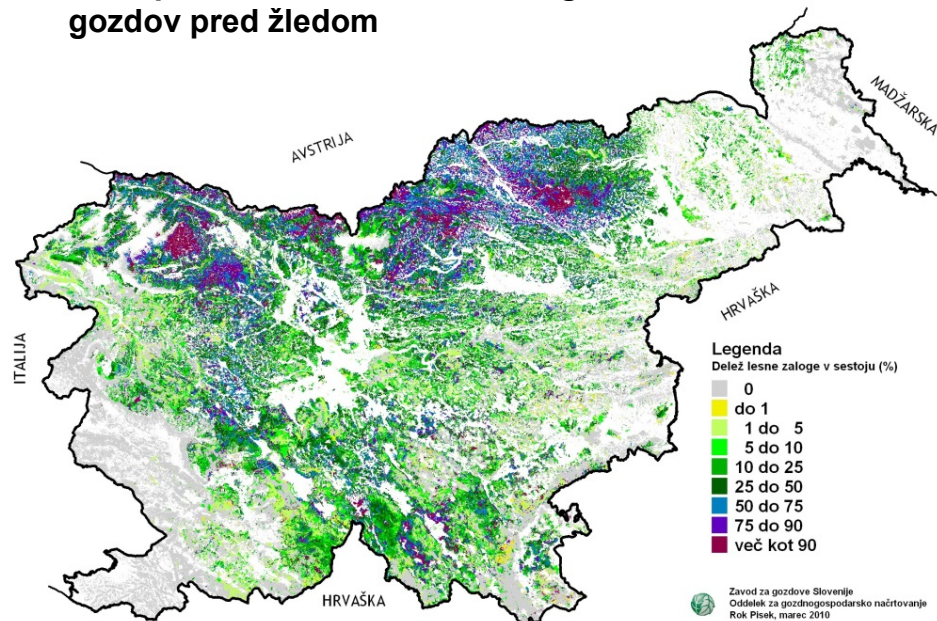 gozdov pred žledom
AVSTRIJA
MADŽARSKA
HRVAŠKA
ITALIJA
Legenda
Delež lesne zaloge v sestoju (%)
0
do 1
1 do 5
5 do 10
10 do 25
25 do 50
50 do 75
75 do 90
več kot 90
HRVAŠKA
Zavod za gozdove Slovenije
Oddelek za gozdnogospodarsko načrtovanje
Rok Pisek, marec 2010